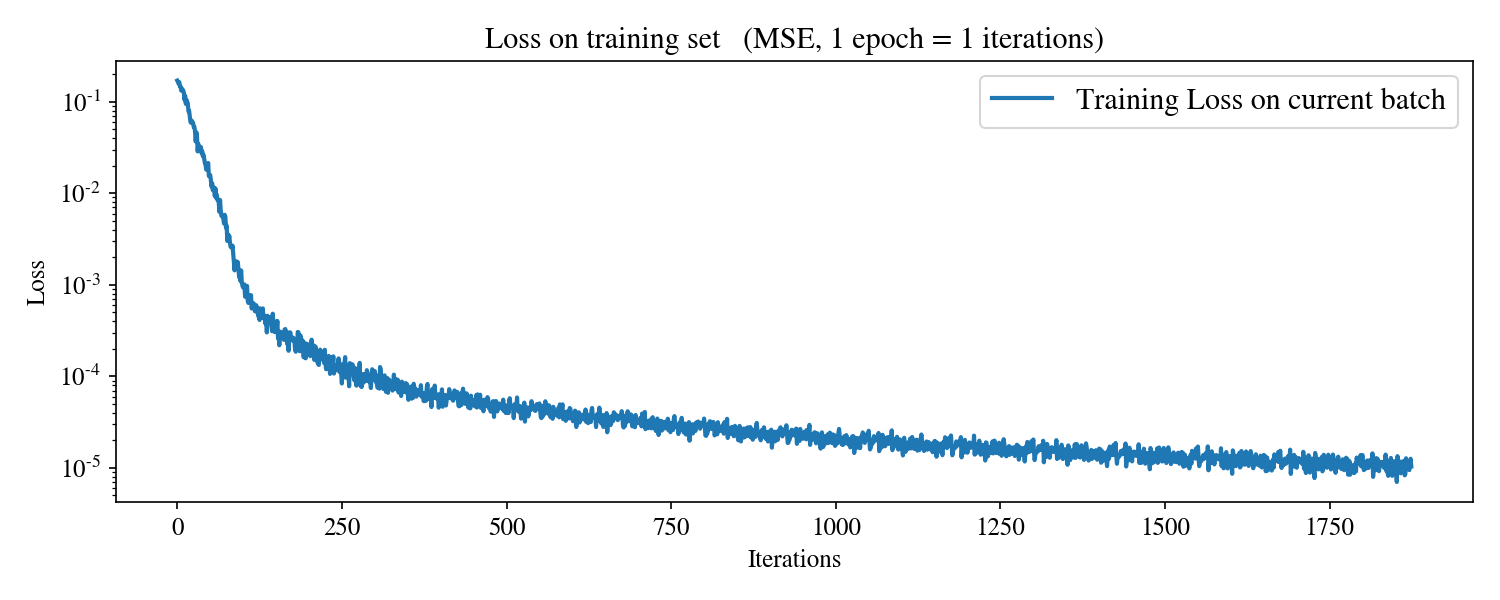 Loss on training set   (MSE, 1 epoch = 1 iterations)
Training Loss on current batch
Loss
10⁻¹
10⁻²
10⁻³
10⁻⁴
10⁻⁵
0 250 500 750 1000 1250 1500 1750
Iterations